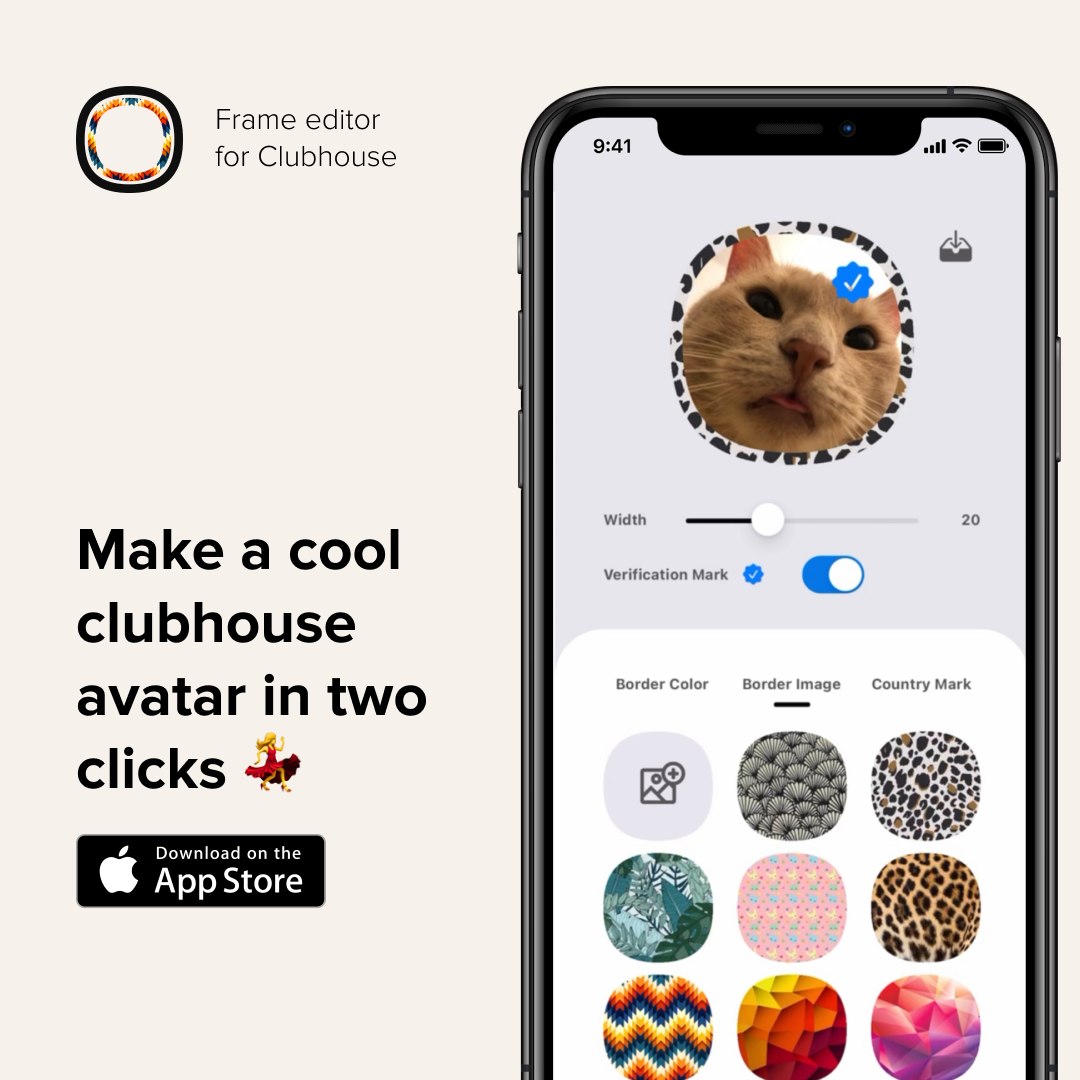 Frame editor
for Clubhouse
Make a cool
clubhouse
avatar in two
clicks 💃
Download on the
App Store
9:41
Width 20
Verification Mark
Border Color Border Image Country Mark